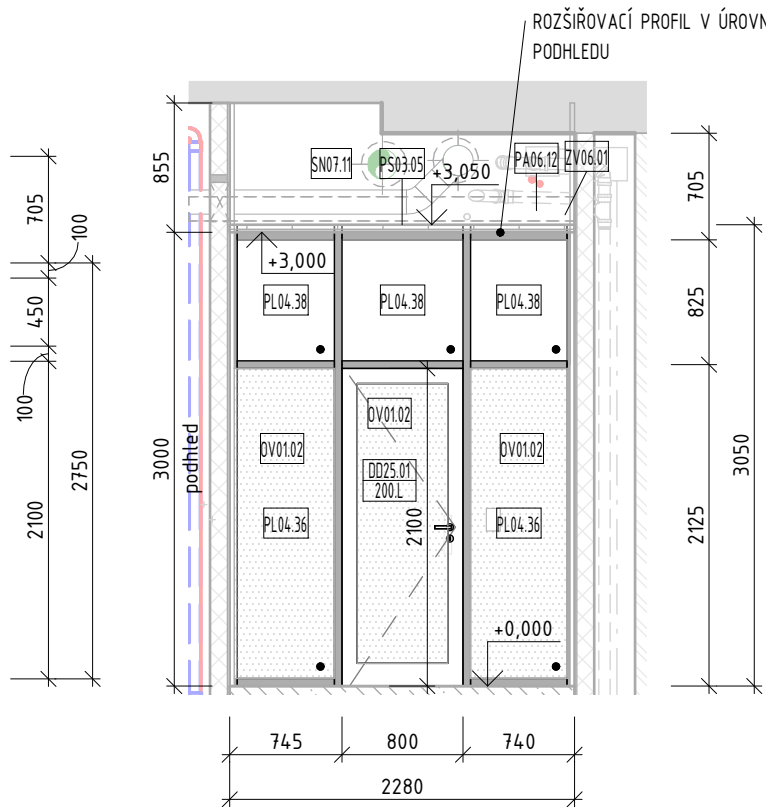 ROZŠIŘOVACÍ PROFIL V ÚROVN
PODHLEDU
SN07.11
PS03.05
PA06.12
ZV06.01
+3,050
+3,000
855
705
100
450
100
2100
2750
3000
podhled
PL04.38
PL04.38
PL04.38
OV01.02
OV01.02
OV01.02
DD25.01
200.L
PL04.36
PL04.36
2100
+0,000
705
825
2125
3050
745
800
740
2280